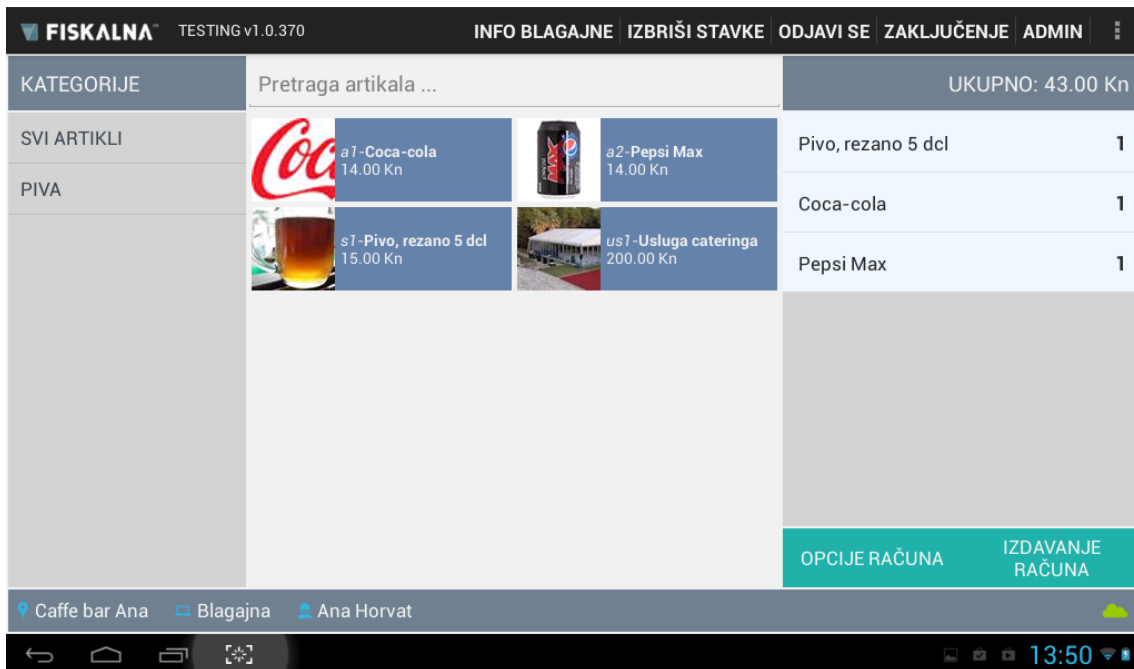 FISKALNA™ TESTING v1.0.370 INFO BLAGAJNE IZBRIŠI STAVKE ODJAVI SE ZAKLJUČENJE ADMIN
KATEGORIJE
SVI ARTIKLI
PIVA
Pretraga artikala ...
Coc
a1-Coca-cola
14.00 Kn
MAX
a2-Pepsi Max
14.00 Kn
s1-Pivo, rezano 5 dcl
15.00 Kn
us1-Usluga cateringa
200.00 Kn
UKUPNO: 43.00 Kn
Pivo, rezano 5 dcl 1
Coca-cola 1
Pepsi Max 1
OPCIJE RAČUNA
IZDAVANJE
RAČUNA
Caffe bar Ana Blagajna Ana Horvat
13:50